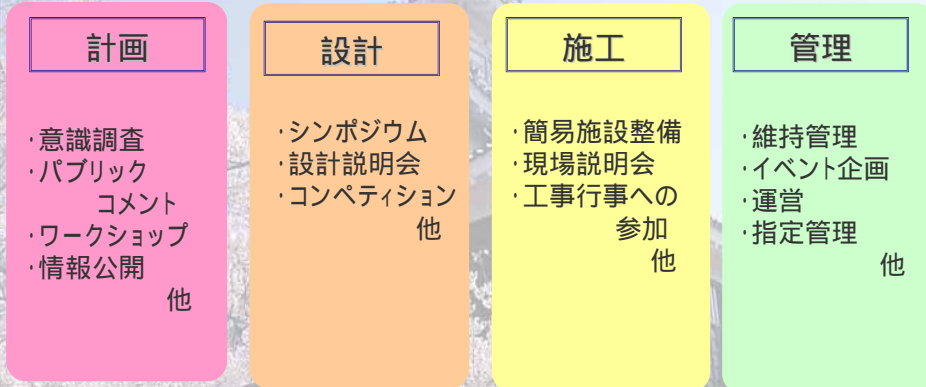 計画
・意識調査
・パブリック
コメント
・ワークショップ
・情報公開
他
設計
・シンポジウム
・設計説明会
・コンペティション
他
施工
・簡易施設整備
・現場説明会
・工事行事への
参加
他
管理
・維持管理
・イベント企画
・運営
・指定管理
他